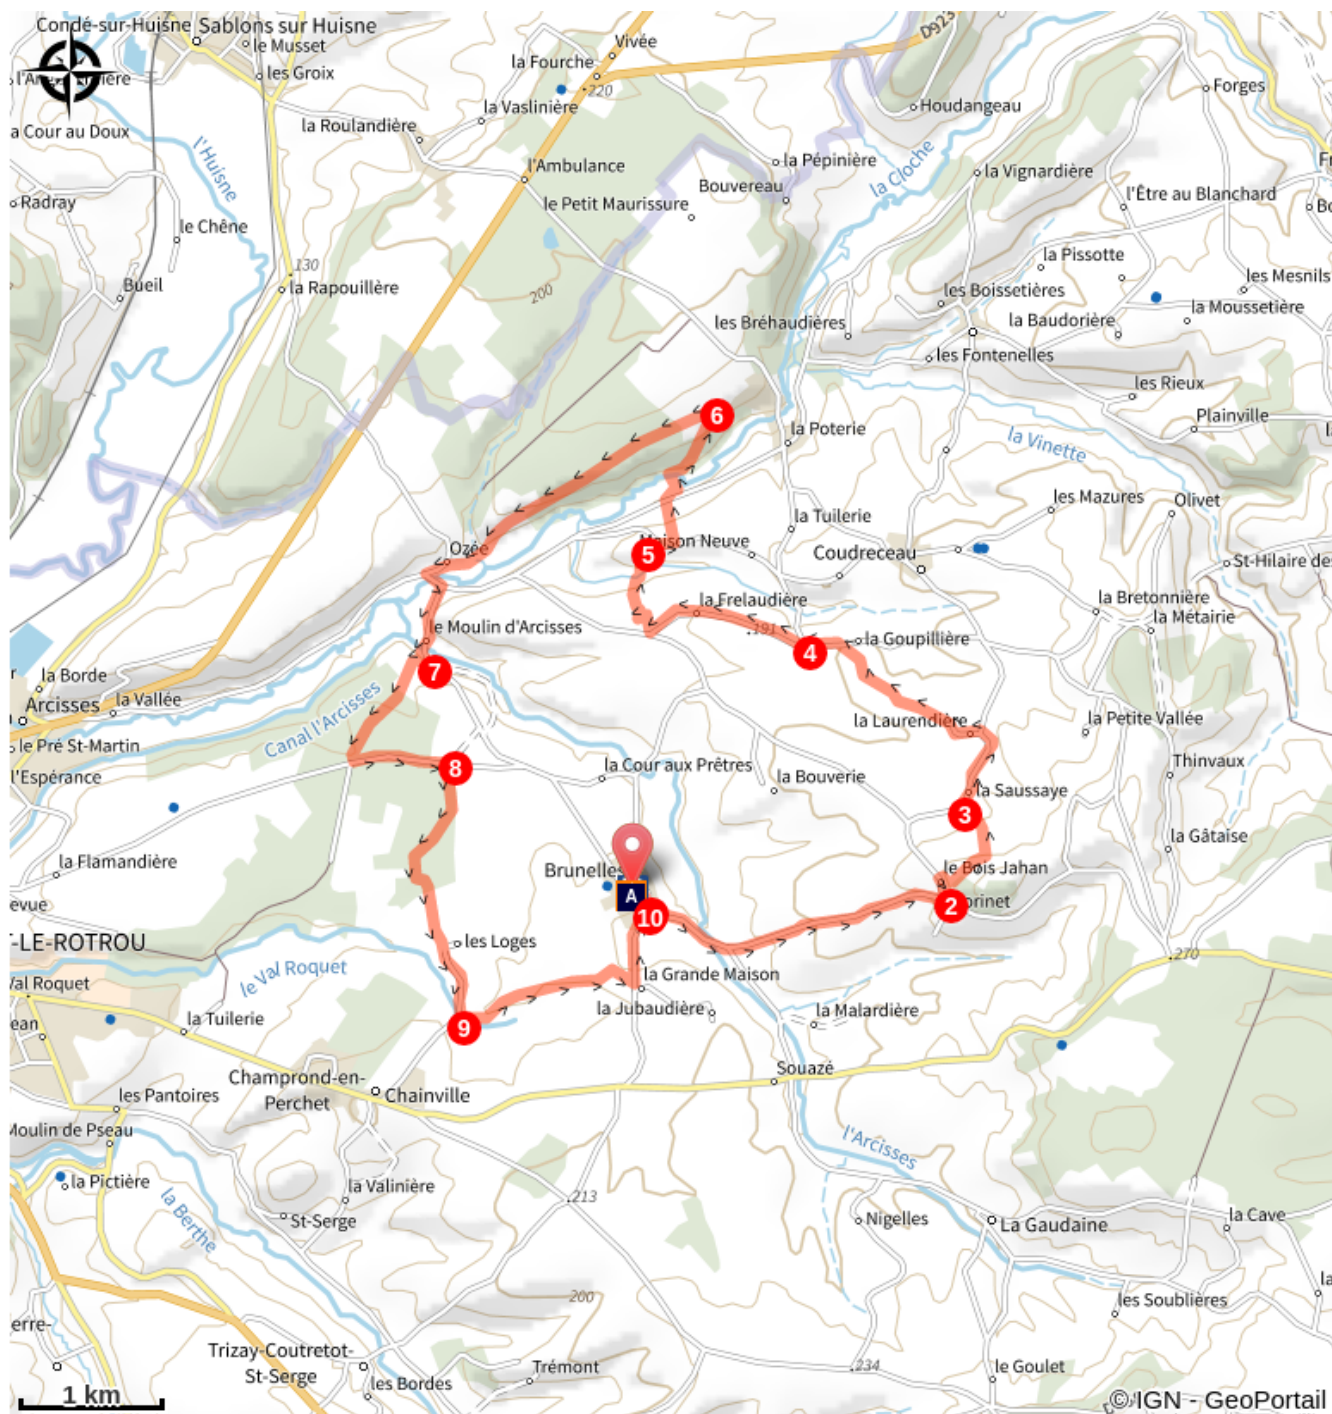 Condé-sur-Huisne
Sablons sur Huisne
le Musset
les Groix
Vivée
la Fourche
D923
220
la Vaslinière
la Roulandière
a Cour au Doux
l'Huisne
Forges
Houdangeau
la Cloche
la Pépinière
l'Ambulance
Bouvereau
la Vignardière
l'Être au Blanchard
Radray
le Chêne
le Petit Maurissure
la Pissotte
Bueil
130
la Rapouillère
200
les Mesnils
les Boissetières
la Moussetière
les Bréhaudières
la Baudorière
les Fontenelles
les Rieux
Plainville
6
la Poterie
la Vinette
les Mazures
Olivet
la Tuilerie
Ozée
5
Maison Neuve
Coudreceau
la Frelaudière
la Bretonnière
la Métairie
le Moulin d'Arcisses
191
4
la Goupillière
7
la Borde
Arcisses
la Vallée
Canal l'Arcisses
la Laurendière
la Petite Vallée
le Pré St-Martin
l'Espérance
8
la Cour aux Prêtres
la Bouverie
la Saussaye
Thinvaux
3
la Gâtaise
la Flamandière
Brunelles
A
le Bois Jahan
evue
10
2
orinet
-LE-ROTROU
les Loges
le Val Roquet
270
Val Roquet
la Grande Maison
la Jubaudière
la Malardière
ean
la Tuilerie
9
Souazé
Champrond-en-
Perchet
Chainville
les Pantoires
Moulin de Pseau
l'Arcisses
la Pictière
la Valinière
213
la Berthe
St-Serge
Nigelles
La Gaudaine
la Cave
200
les Soublières
erre-
Trizay-Coutretot-
St-Serge
les Bordes
Trémont
234
le Goulet
1 km
© IGN - GeoPortail